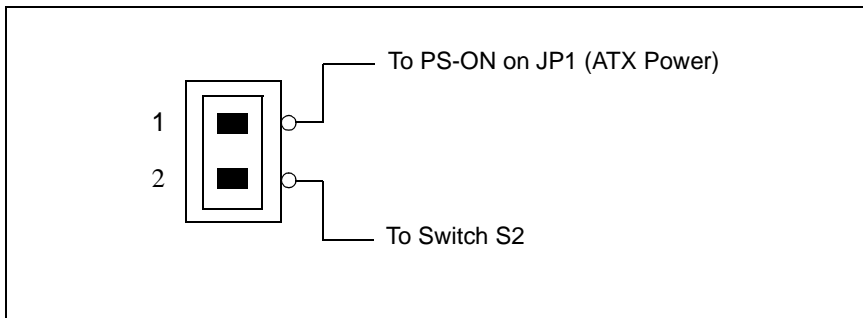 To PS-ON on JP1 (ATX Power)
1
2
To Switch S2